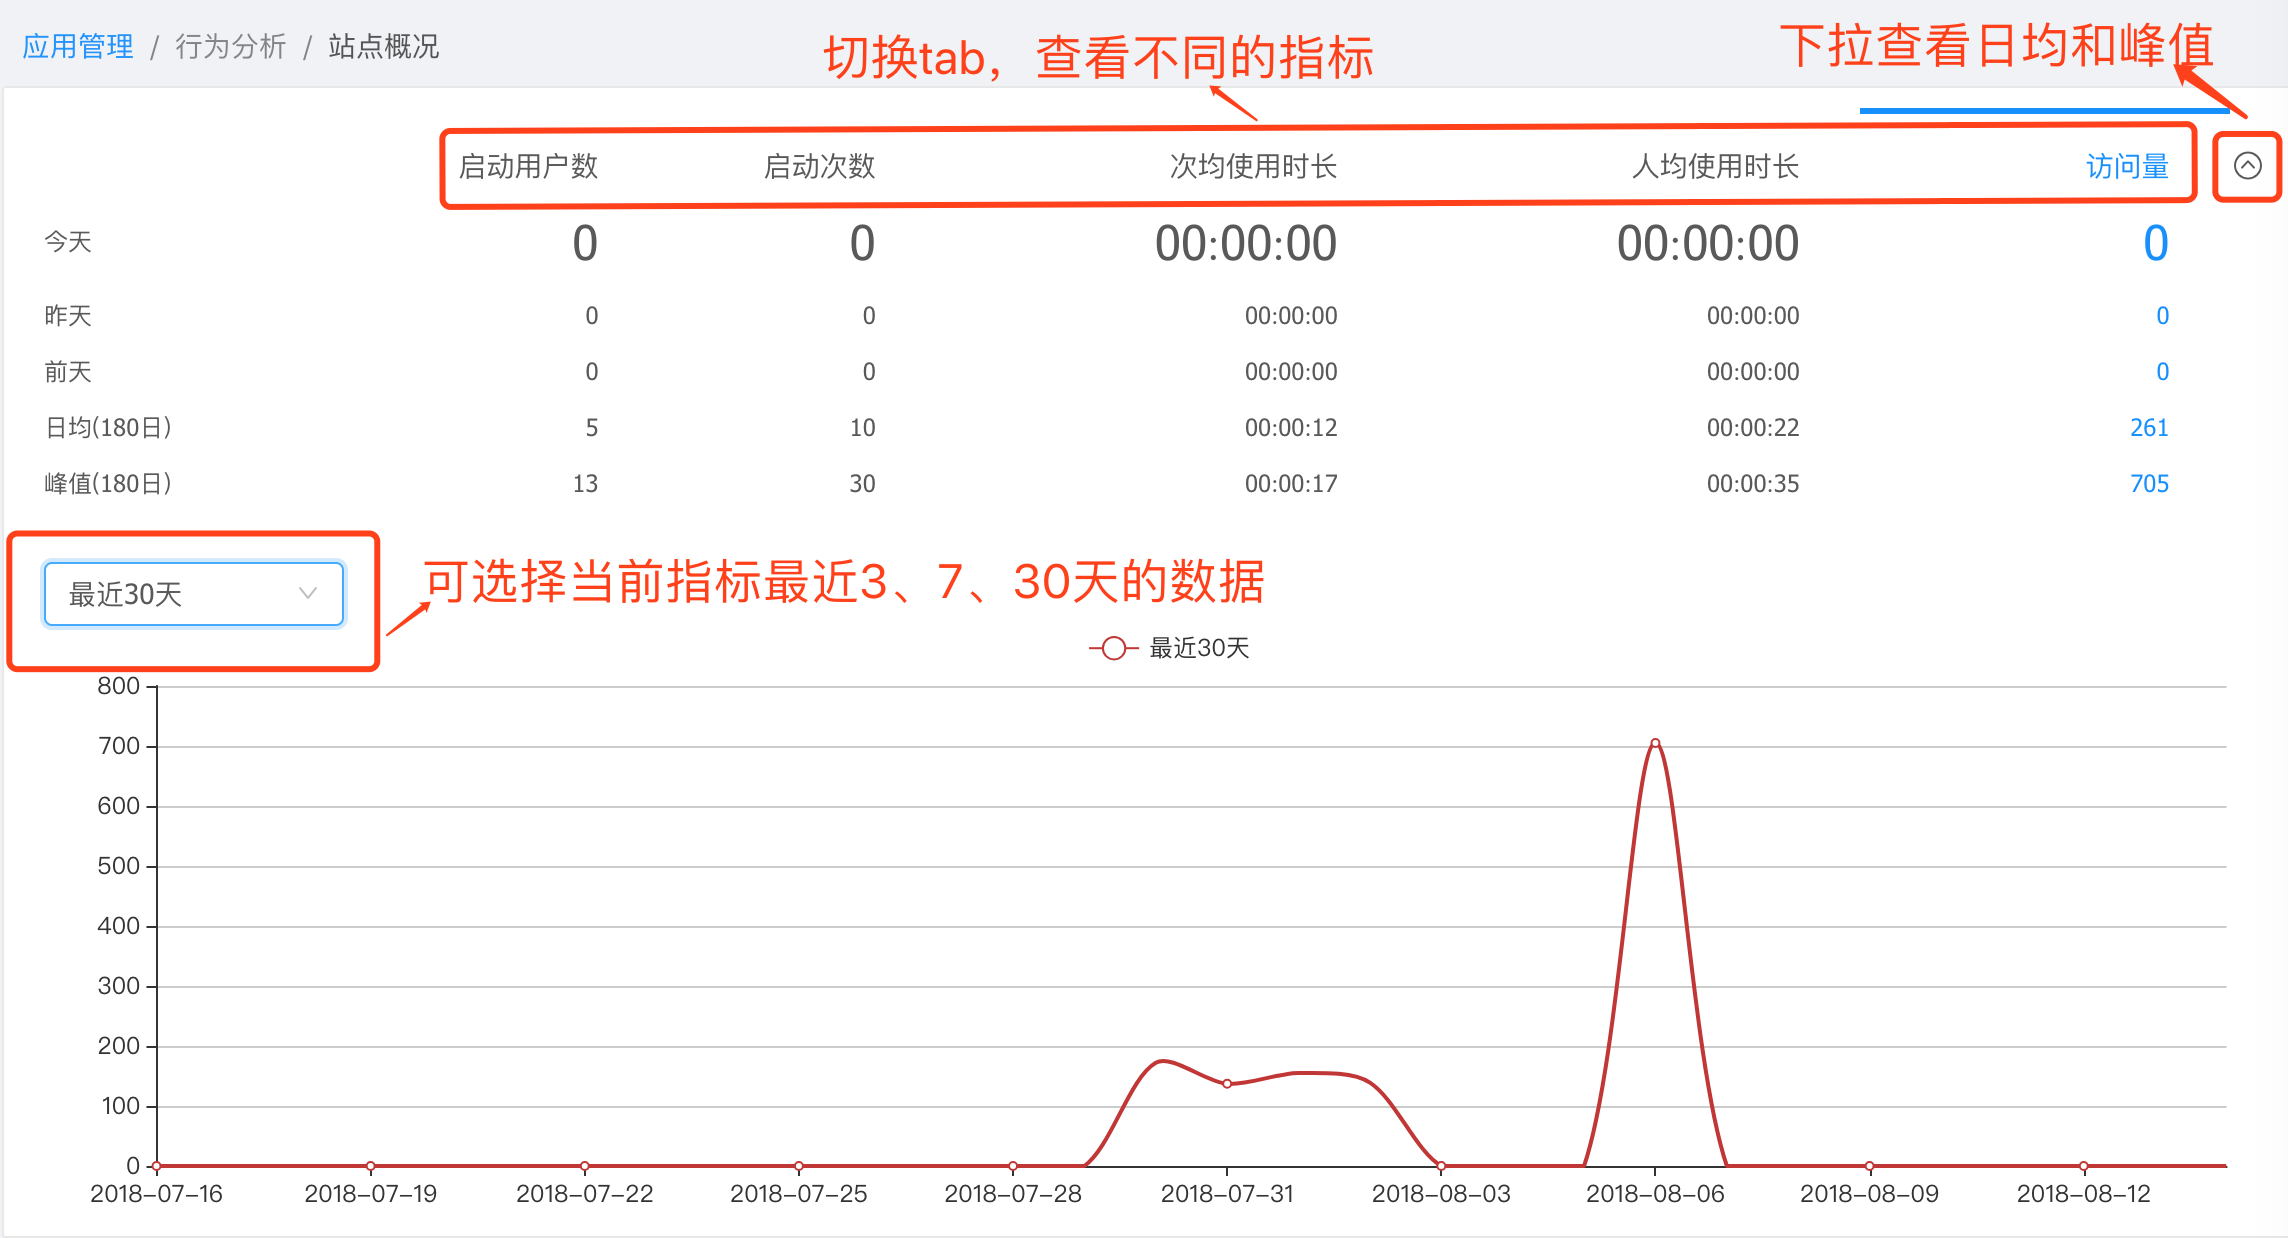 应用管理 / 行为分析 / 站点概况
切换tab，查看不同的指标
下拉查看日均和峰值
启动用户数 启动次数 次均使用时长 人均使用时长 访问量
今天 0 0 00:00:00 00:00:00 0
昨天 0 0 00:00:00 00:00:00 0
前天 0 0 00:00:00 00:00:00 0
日均(180日) 5 10 00:00:12 00:00:22 261
峰值(180日) 13 30 00:00:17 00:00:35 705
最近30天
可选择当前指标最近3、7、30天的数据
最近30天
800
700
600
500
400
300
200
100
0
2018-07-16 2018-07-19 2018-07-22 2018-07-25 2018-07-28 2018-07-31 2018-08-03 2018-08-06 2018-08-09 2018-08-12